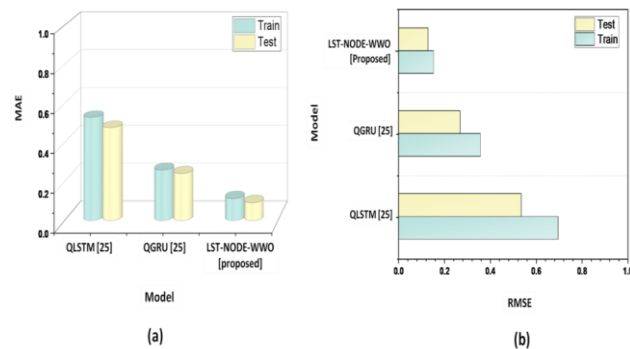 Train
Test
1.0
0.8
0.6
0.4
0.2
0.0
MAE
QLSTM [25]
QGRU [25]
LST-NODE-WWO
[proposed]
Model
(a)
Test
Train
LST-NODE-WWO
[Proposed]
QGRU [25]
QLSTM [25]
Model
0.0
0.2
0.4
0.6
0.8
1.0
RMSE
(b)